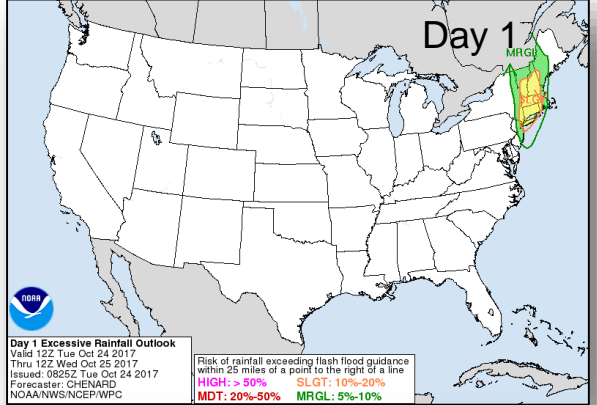 Day 1
MRGL
SLGT
NOAA
Day 1 Excessive Rainfall Outlook
Valid 12Z Tue Oct 24 2017
Thru 12Z Wed Oct 25 2017
Issued: 0825Z Tue Oct 24 2017
Forecaster: CHENARD
NOAA/NWS/NCEP/WPC
Risk of rainfall exceeding flash flood guidance
within 25 miles of a point to the right of a line
HIGH: > 50% SLGT: 10%-20%
MDT: 20%-50% MRGL: 5%-10%